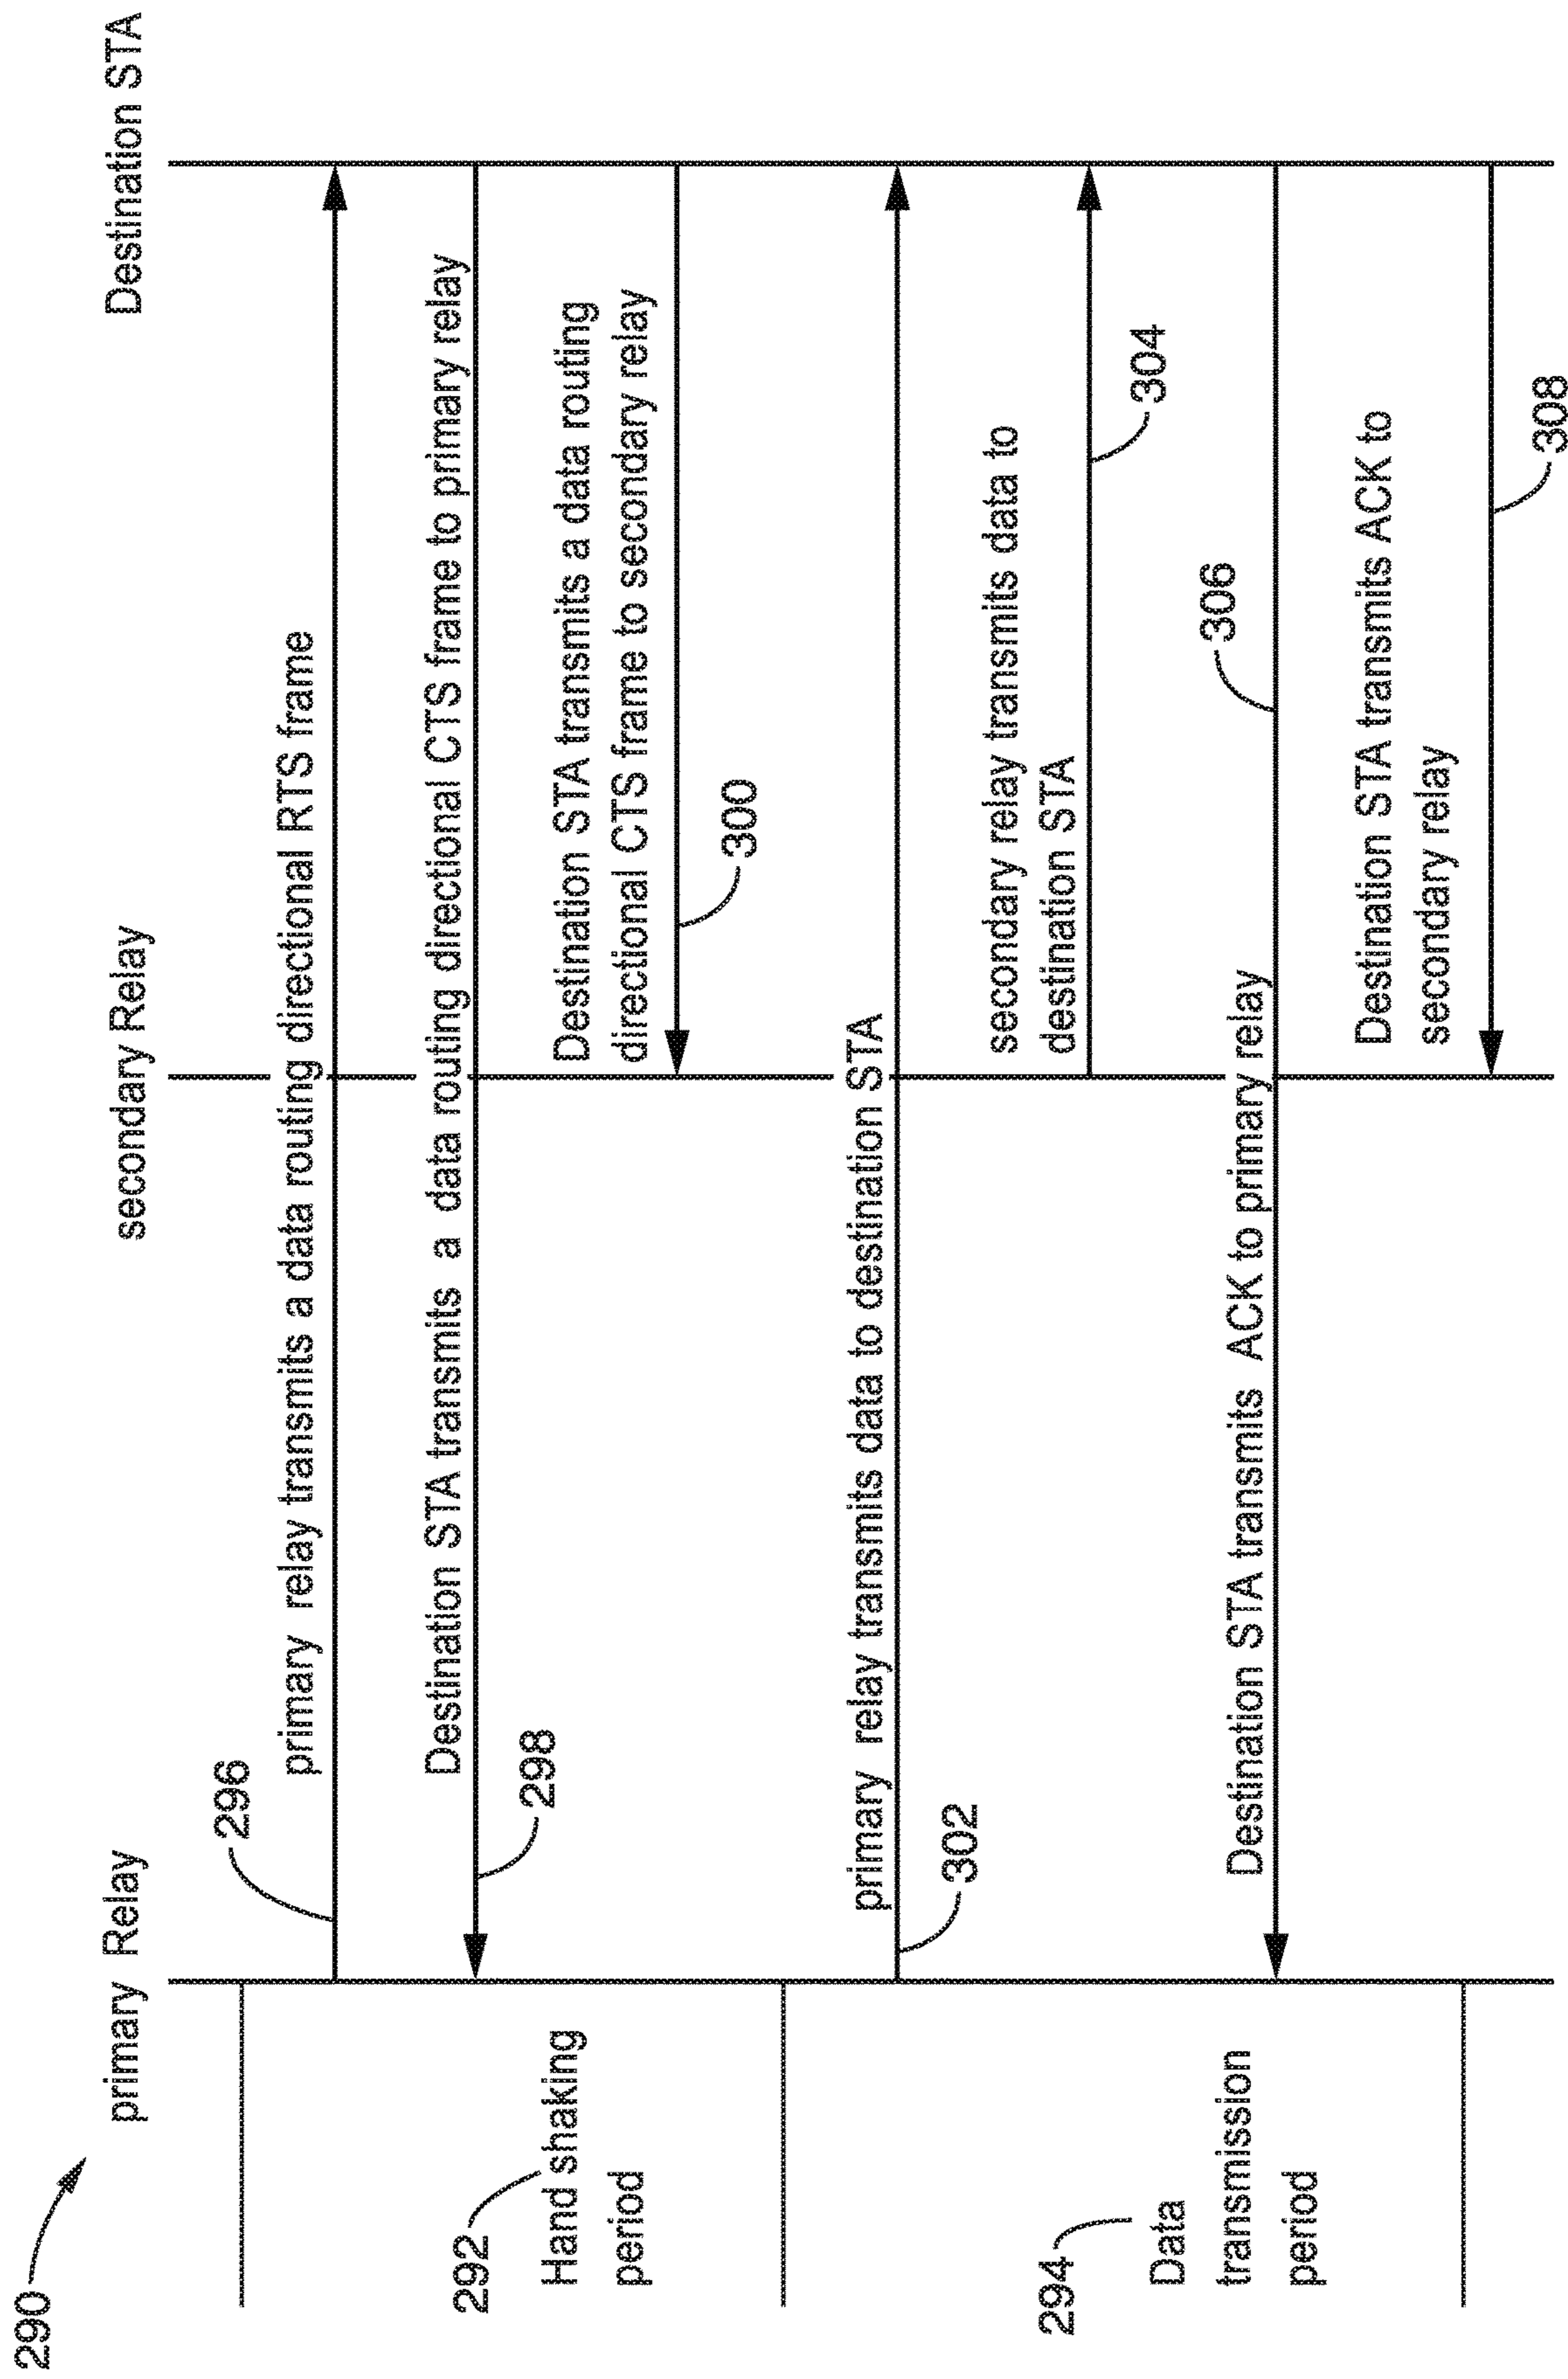 290
primary Relay
secondary Relay
Destination STA
296
primary relay transmits a data routing directional RTS frame
292
Hand shaking
period
Destination STA transmits a data routing directional CTS frame to primary relay
298
Destination STA transmits a data routing
directional CTS frame to secondary relay
300
primary relay transmits data to destination STA
302
secondary relay transmits data to
destination STA
304
294
Data
transmission
period
306
Destination STA transmits ACK to primary relay
Destination STA transmits ACK to
secondary relay
308